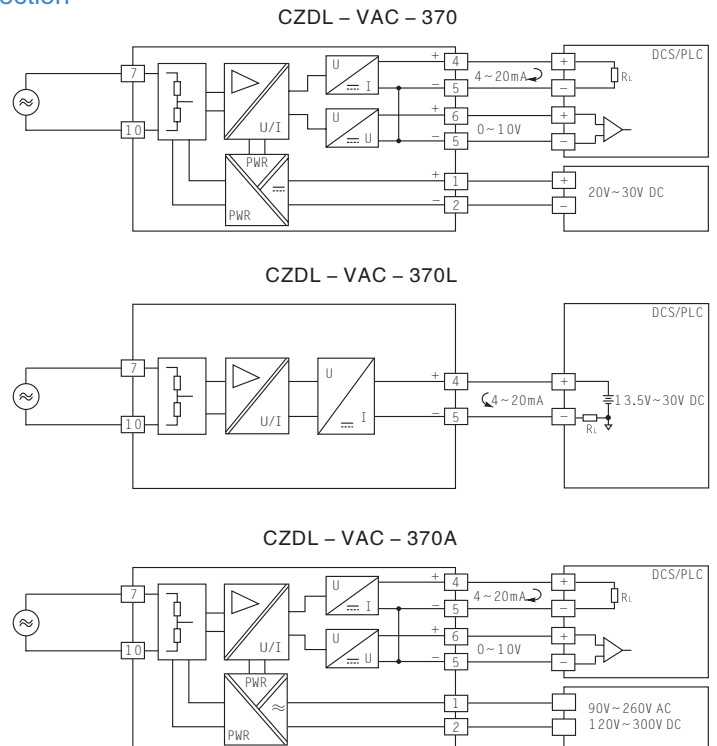 ection
CZDL – VAC – 370
DCS/PLC
7
U
I
+
4
4~20mA
+
RL
−
5
−
10
U/I
U
U
+
6
0~10V
+
−
5
−
PWR
+
1
+
20V~30V DC
PWR
−
2
−
CZDL – VAC – 370L
DCS/PLC
7
U
+
4
+
4~20mA
13.5V~30V DC
10
U/I
I
−
5
−
RL
CZDL – VAC – 370A
DCS/PLC
7
U
I
+
4
4~20mA
+
RL
−
5
−
10
U/I
U
U
+
6
0~10V
+
−
5
−
PWR
1
90V~260V AC
PWR
2
120V~300V DC